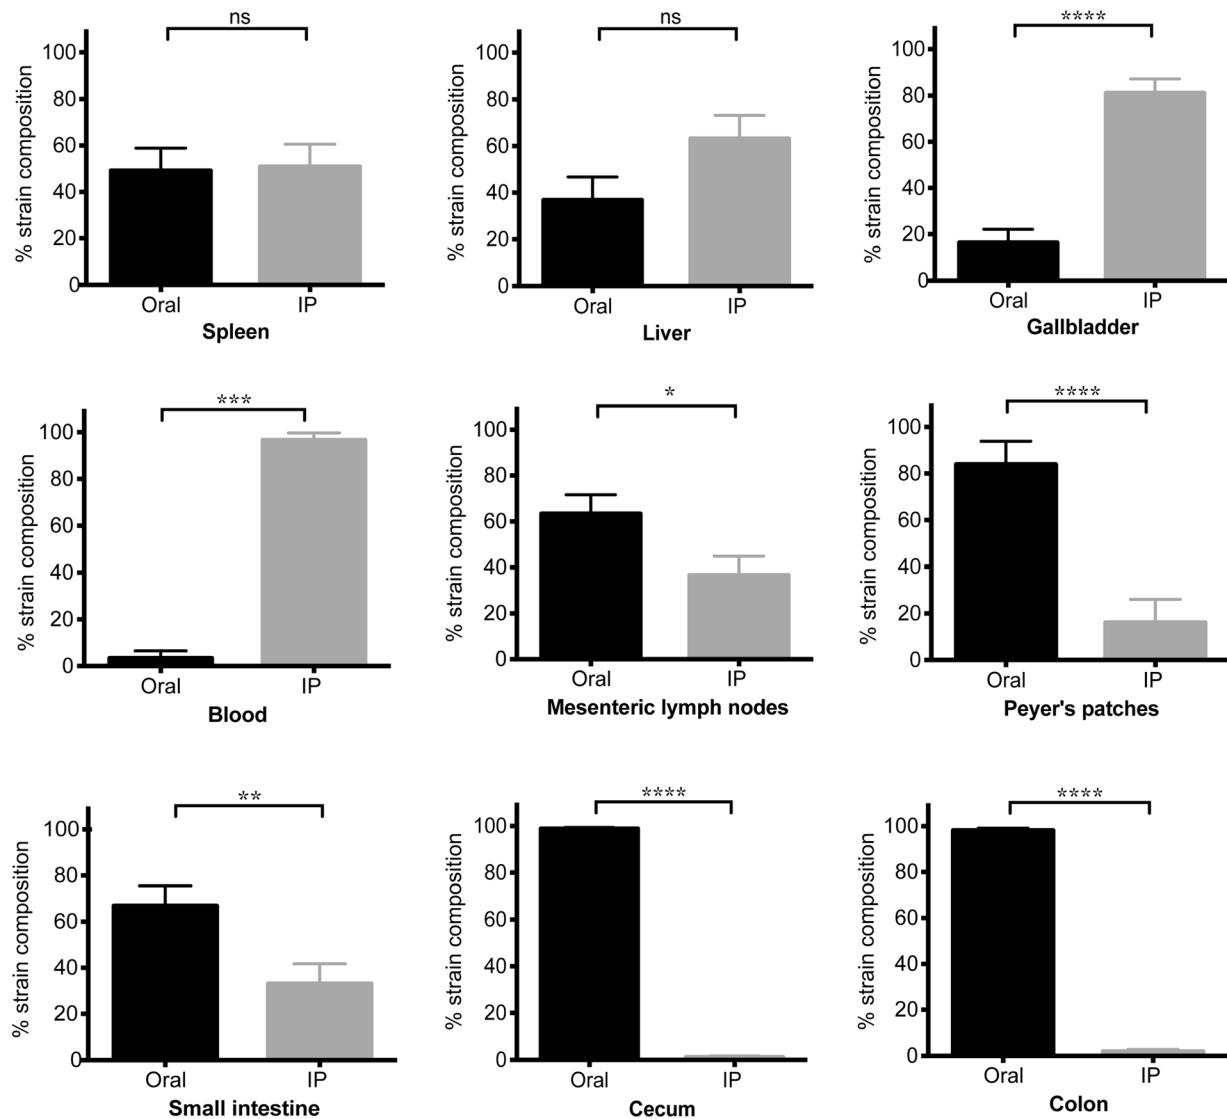 ns
100
80
60
40
20
0
% strain composition
Oral IP
Spleen
ns
100
80
60
40
20
0
% strain composition
Oral IP
Liver
****
100
80
60
40
20
0
% strain composition
Oral IP
Gallbladder
***
100
80
60
40
20
0
% strain composition
Oral IP
Blood
*
100
80
60
40
20
0
% strain composition
Oral IP
Mesenteric lymph nodes
****
100
80
60
40
20
0
% strain composition
Oral IP
Peyer's patches
**
100
80
60
40
20
0
% strain composition
Oral IP
Small intestine
****
100
80
60
40
20
0
% strain composition
Oral IP
Cecum
****
100
80
60
40
20
0
% strain composition
Oral IP
Colon